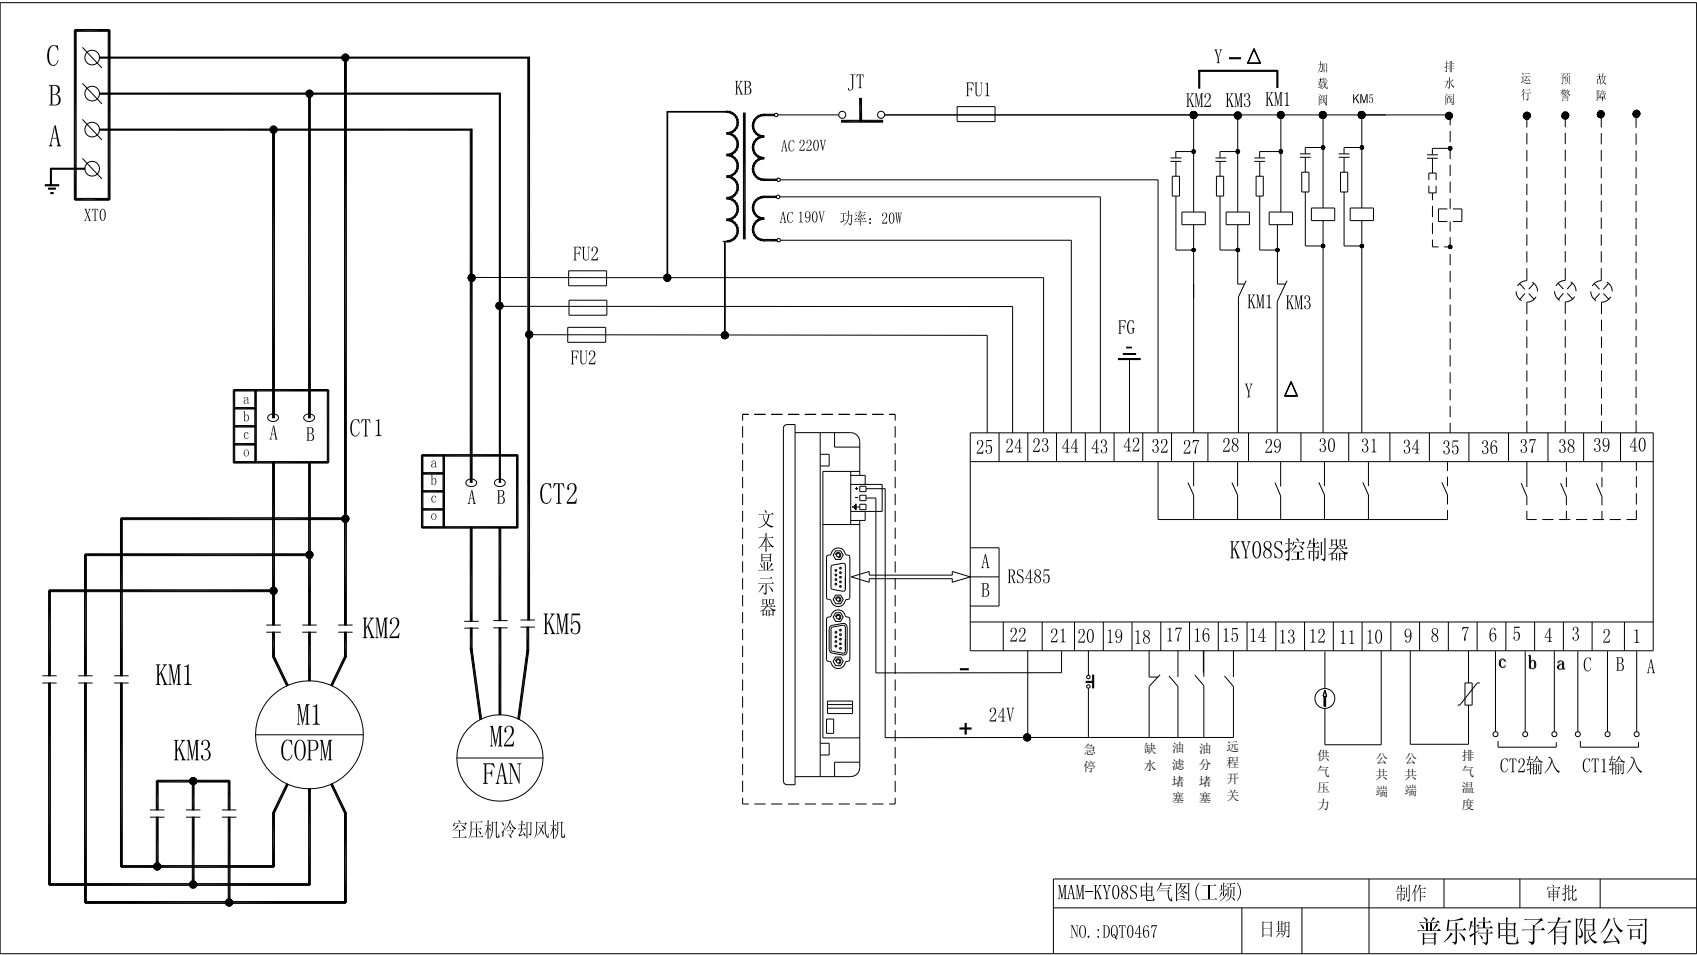 C
B
A
XT0
a
b
c
o
A
B
CT1
a
b
c
o
A
B
CT2
KM2
KM1
KM3
KM5
M1
COPM
M2
FAN
空压机冷却风机
FU2
FU2
KB
AC 220V
AC 190V 功率：20W
JT
FU1
Y - △
KM2 KM3 KM1
加载阀
KM5
排水阀
运行
预警
故障
KM1
KM3
Y
△
FG
25 24 23 44 43 42 32 27 28 29 30 31 34 35 36 37 38 39 40
KY08S控制器
A
B
RS485
文本显示器
+
-
22 21 20 19 18 17 16 15 14 13 12 11 10 9 8 7 6 5 4 3 2 1
-
+
24V
c b a C B A
急停
缺水
油滤堵塞
油分堵塞
远程开关
供气压力
公共端
公共端
排气温度
CT2输入
CT1输入
MAM-KY08S电气图(工频) 制作 审批
NO.:DQT0467 日期 普乐特电子有限公司